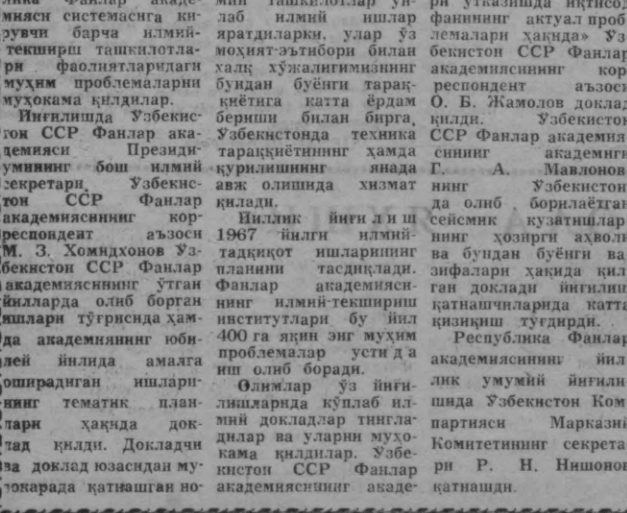 мияси системасига ки-
рувчи барча илмий-
текшириш ташкилотла-
ри фаолиятларидаги
муҳим проблемаларни
муҳокама қилдилар.
Йиғилишда Ўзбекис-
тон ССР Фанлар ака-
демияси Президи-
умининг бош илмий
секретари, Ўзбекис-
тон ССР Фанлар
академиясининг кор-
респондент аъзоси
М. З. Хомидхонов Ўз-
бекистон ССР Фанлар
академиясининг ўтган
йилларда олиб борган
ишлари тўғрисида ҳам-
да академиянинг юби-
лей йилида амалга
ошириладиган ишлари-
нинг тематик план-
лари ҳақида док-
лад қилди. Докладчи
ва доклад юзасидан му-
зокарада қатнашган но-
миий ташкилотлар ун-
лаб илмий ишлар
яратдиларки, улар ўз
моҳият-эътибори билан
халқ хўжалигимизнинг
бундан буёнги тарақ-
қиётига катта ёрдам
бериши билан бирга,
Ўзбекистонда техника
тараққиётининг ҳамда
қурилишнинг янада
авж олишида хизмат
қилади.
Йиллик йиғилиш
1967 йилги илмий-
тадқиқот ишларининг
планини тасдиқлади.
Фанлар академияси-
нинг илмий-текшириш
институтлари бу йил
400 га яқин энг муҳим
проблемалар устида
иш олиб боради.
Олимлар ўз йиғи-
лишларида кўплаб ил-
мий докладлар тингла-
дилар ва уларни муҳо-
кама қилдилар. Ўзбе-
кистон ССР Фанлар
академиясининг акаде-
ри ўтказишда иқтисод
фанининг актуал проб-
лемалари ҳақида» Ўз-
бекистон ССР Фанлар
академиясининг кор-
респондент аъзоси
О. Б. Жамолов доклад
қилди. Ўзбекистон
ССР Фанлар академия-
сининг академиги
Г. А. Мавлонов-
нинг Ўзбекистон-
да олиб борилаётган
сейсмик кузатишлар-
нинг ҳозирги аҳволи
ва бундан буёнги ва-
зифалари ҳақида қил-
ган доклади йиғилиш
қатнашчиларида катта
қизиқиш туғдирди.
Республика Фанлар
академиясининг йил-
лик умумий йиғили-
шида Ўзбекистон Ком-
партияси Марказий
Комитетининг секрета-
ри Р. Н. Нишонов
қатнашди.